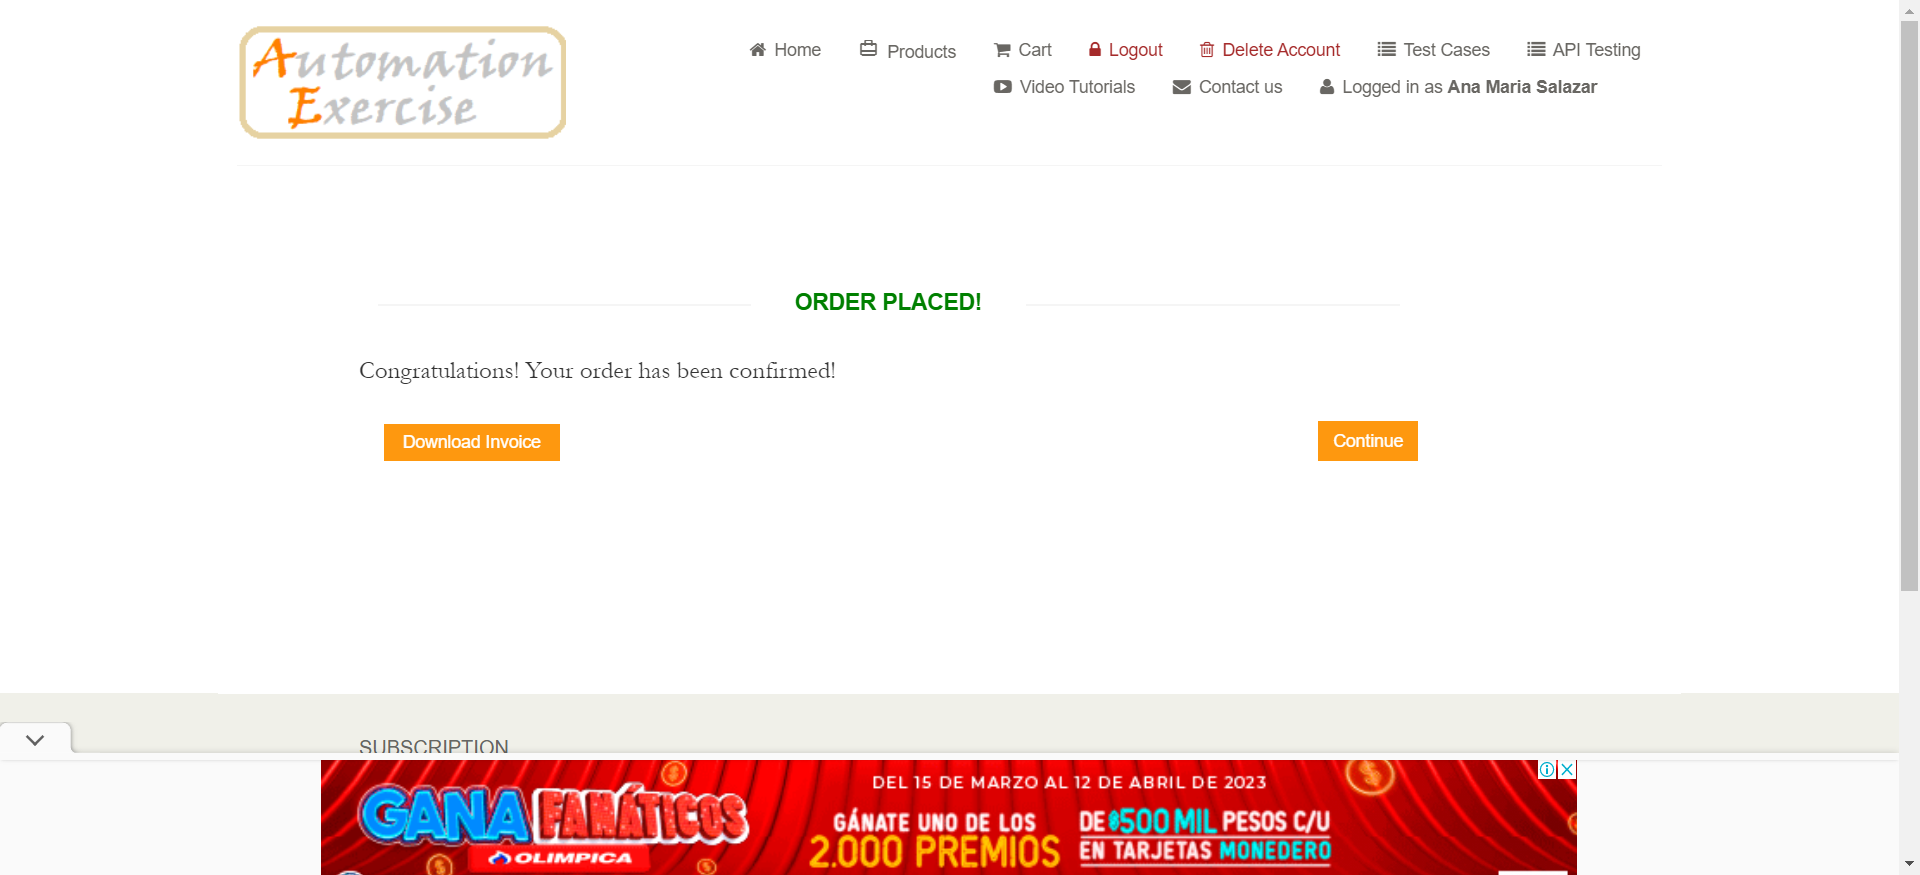 Automation
Exercise
Home
Products
Cart
Logout
Delete Account
Test Cases
API Testing
Video Tutorials
Contact us
Logged in as Ana Maria Salazar
ORDER PLACED!
Congratulations! Your order has been confirmed!
Download Invoice
Continue
SUBSCRIPTION
GANA FANÁTICOS
OLIMPICA
DEL 15 DE MARZO AL 12 DE ABRIL DE 2023
GÁNATE UNO DE LOS
2.000 PREMIOS
DE $500 MIL PESOS C/U
EN TARJETAS MONEDERO